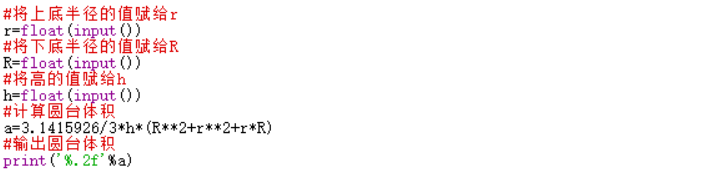 #将上底半径的值赋给r
r=float(input())
#将下底半径的值赋给R
R=float(input())
#将高的值赋给h
h=float(input())
#计算圆台体积
a=3.1415926/3*h*(R**2+r**2+r*R)
#输出圆台体积
print('%.2f'%a)